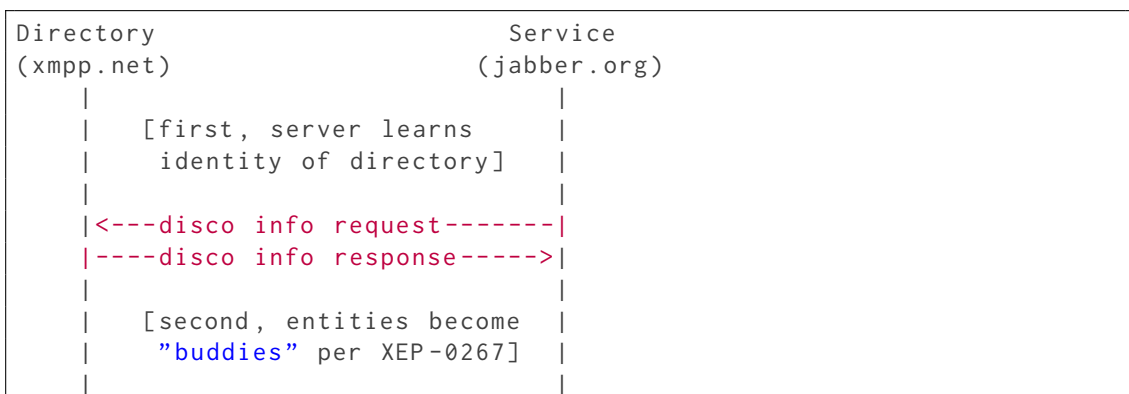 Directory                         Service
(xmpp.net)                      (jabber.org)
     |                              |
     |   [first, server learns      |
     |    identity of directory]    |
     |                              |
     |<---disco info request-------|
     |----disco info response----->|
     |                              |
     |   [second, entities become   |
     |    ”buddies” per XEP-0267]   |
     |                              |